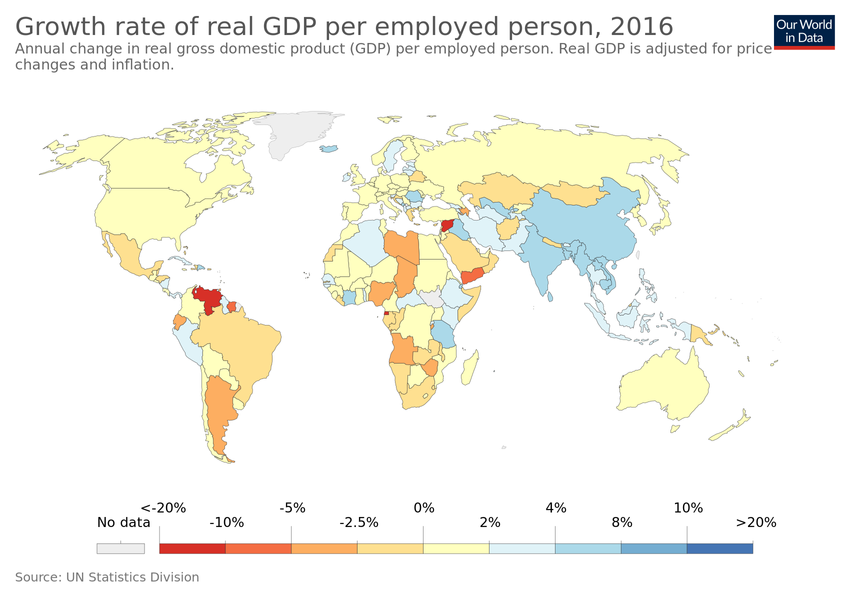 Growth rate of real GDP per employed person, 2016
Our World
in Data
Annual change in real gross domestic product (GDP) per employed person. Real GDP is adjusted for price
changes and inflation.
<-20% -5% 0% 4% 10%
No data -10% -2.5% 2% 8% >20%
Source: UN Statistics Division